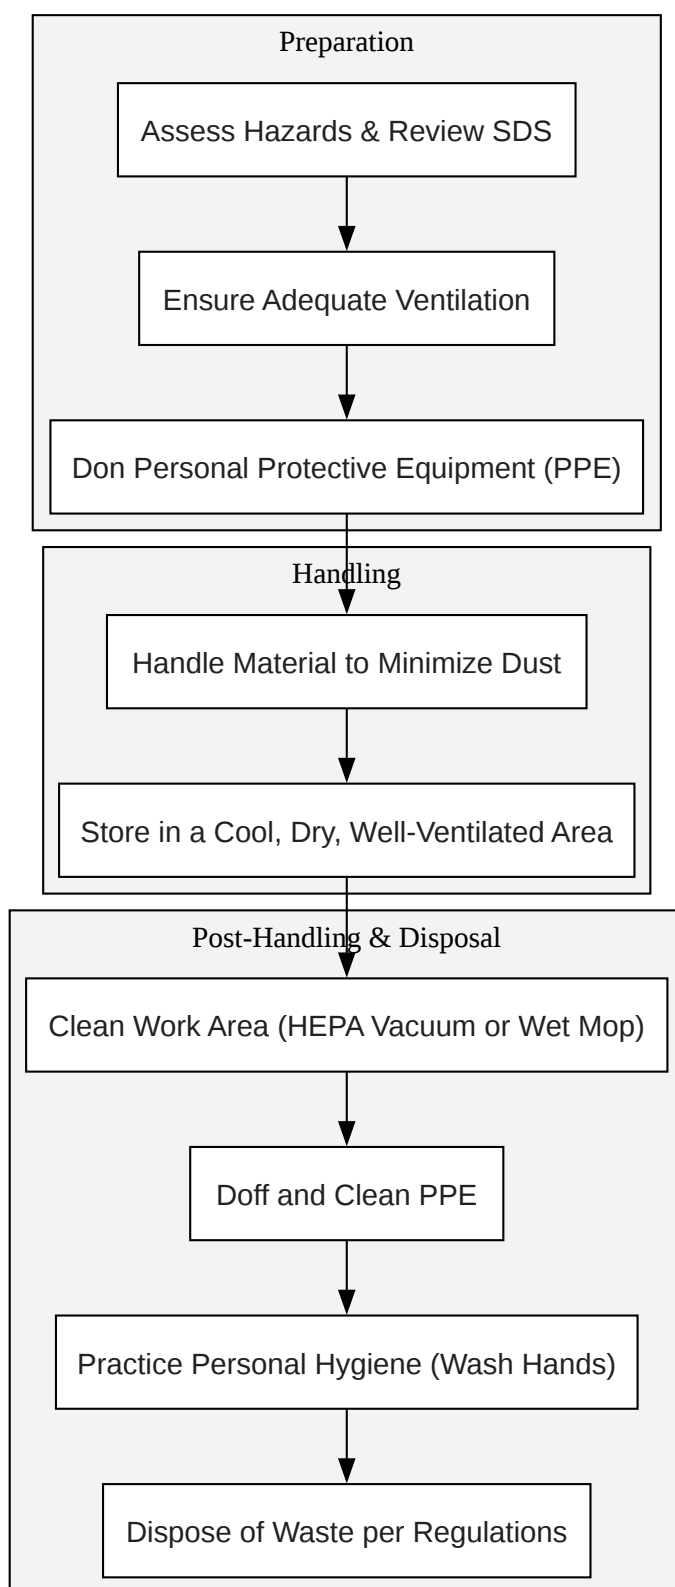 Preparation
Assess Hazards & Review SDS
Ensure Adequate Ventilation
Don Personal Protective Equipment (PPE)
Handling
Handle Material to Minimize Dust
Store in a Cool, Dry, Well-Ventilated Area
Post-Handling & Disposal
Clean Work Area (HEPA Vacuum or Wet Mop)
Doff and Clean PPE
Practice Personal Hygiene (Wash Hands)
Dispose of Waste per Regulations